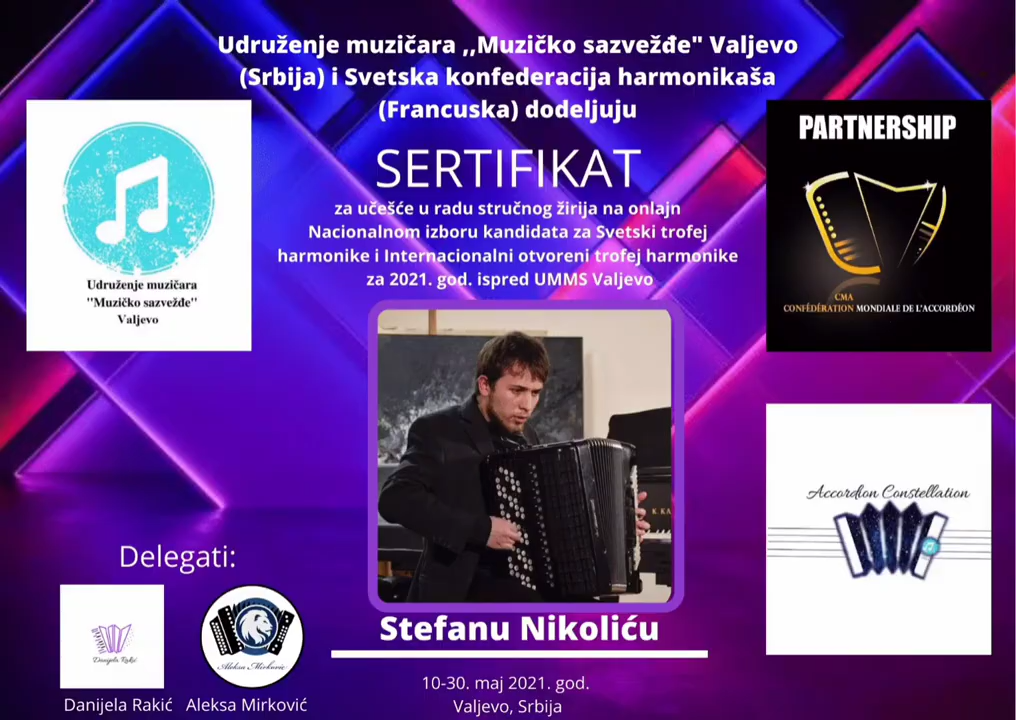 Udruženje muzičara ,,Muzičko sazvežđe" Valjevo
(Srbija) i Svetska konfederacija harmonikaša
(Francuska) dodeljuju
SERTIFIKAT
za učešće u radu stručnog žirija na onlajn
Nacionalnom izboru kandidata za Svetski trofej
harmonike i Internacionalni otvoreni trofej harmonike
za 2021. god. ispred UMMS Valjevo
Udruženje muzičara
"Muzičko sazvežđe"
Valjevo
PARTNERSHIP
CMA
CONFÉDÉRATION MONDIALE DE L'ACCORDÉON
Accordion Constellation
K KA
Stefanu Nikoliću
10-30. maj 2021. god.
Valjevo, Srbija
Delegati:
Danijela Rakić
Aleksa Mirković
Danijela Rakić
Aleksa Mirković